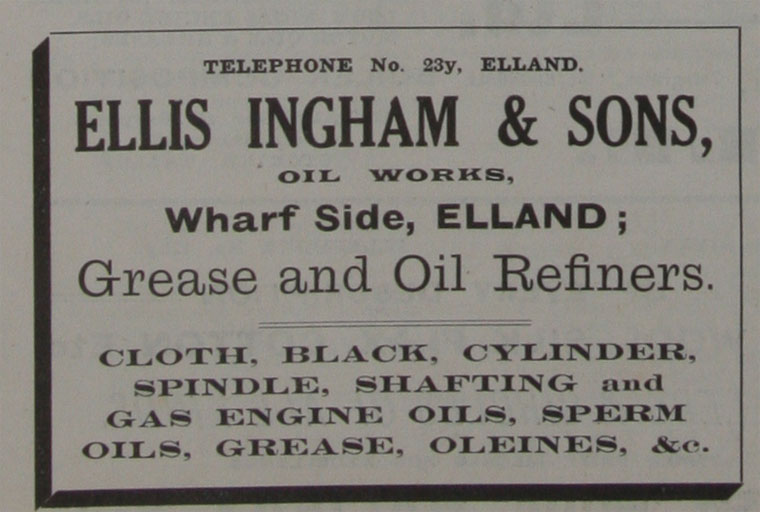 TELEPHONE No. 23y, ELLAND.
ELLIS INGHAM & SONS,
OIL WORKS,
Wharf Side, ELLAND;
Grease and Oil Refiners.
CLOTH, BLACK, CYLINDER,
SPINDLE, SHAFTING and
GAS ENGINE OILS, SPERM
OILS, GREASE, OLEINES, &c.